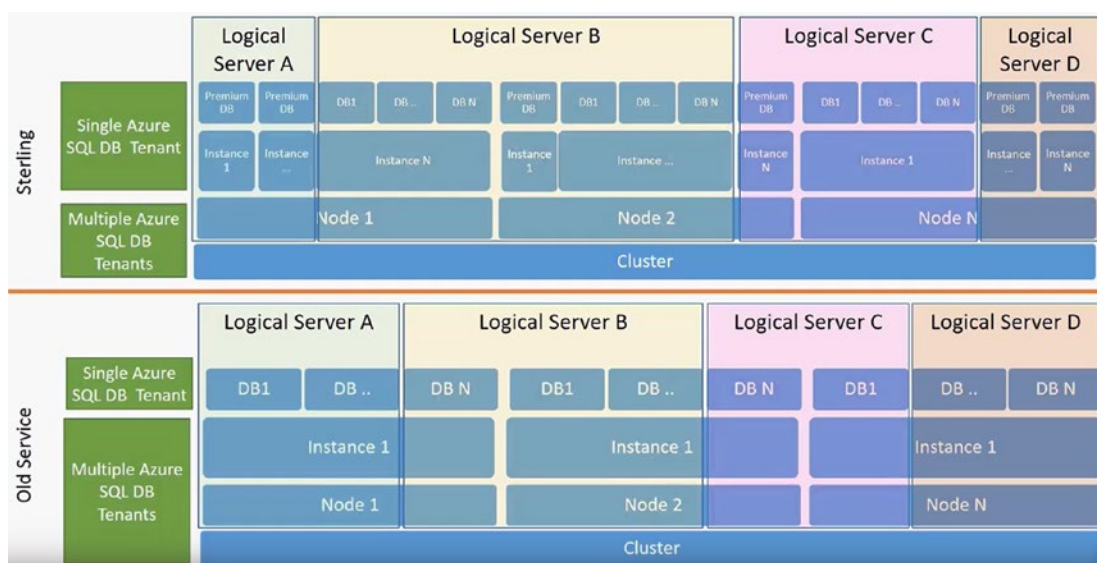 Logical
Server A
Logical Server B
Logical Server C
Logical
Server D
Sterling
Single Azure
SQL DB Tenant
Premium
DB
Premium
DB
DB1
DB ..
DB N
Premium
DB
DB1
DB ..
DB N
Premium
DB
DB1
DB ..
DB N
Premium
DB
Premium
DB
Instance
1
Instance
...
Instance N
Instance
1
Instance ...
Instance
N
Instance 1
Instance
...
Instance
N
Multiple Azure
SQL DB
Tenants
Node 1
Node 2
Node N
Cluster
Logical Server A
Logical Server B
Logical Server C
Logical Server D
Old Service
Single Azure
SQL DB Tenant
DB1
DB ..
DB N
DB1
DB ..
DB N
DB1
DB ..
DB N
Multiple Azure
SQL DB
Tenants
Instance 1
Instance 1
Instance 1
Node 1
Node 2
Node N
Cluster